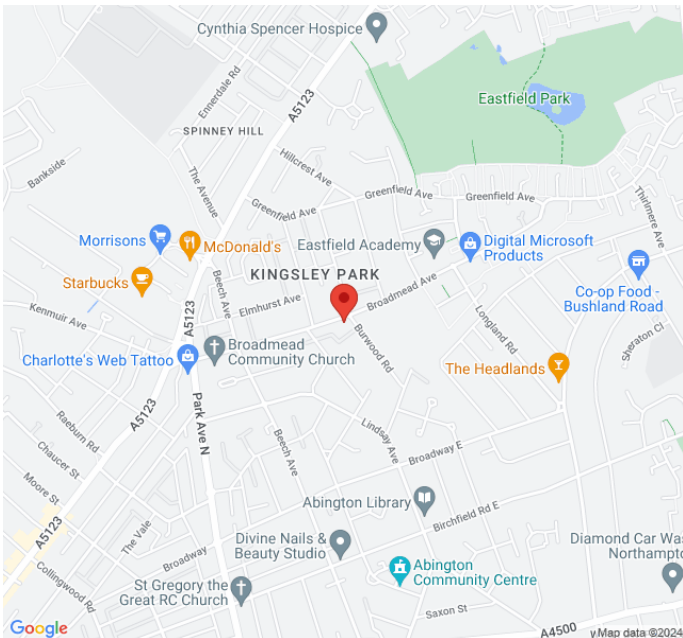 Cynthia Spencer Hospice
Ennerdale Rd
A5123
Eastfield Park
SPINNEY HILL
Hillcrest Ave
Bankside
The Avenue
Greenfield Ave
Greenfield Ave
Greenfield Ave
Thirlmere Ave
Morrisons
McDonald's
Eastfield Academy
Digital Microsoft
Products
Starbucks
KINGSLEY PARK
Beech Ave
Elmhurst Ave
Broadmead Ave
Co-op Food -
Bushland Road
Kenmuir Ave
A5123
Burwood Rd
Longland Rd
Sheraton Cl
Charlotte's Web Tattoo
Broadmead
Community Church
The Headlands
Park Ave N
A5123
Raeburn Rd
Lindsay Ave
Beech Ave
Broadway E
Chaucer St
Moore St
Abington Library
Birchfield Rd E
The Vale
A5123
Divine Nails &
Beauty Studio
Diamond Car Was
Northampto
Broadway
Abington
Community Centre
Collingwood Rd
St Gregory the
Great RC Church
Saxon St
A4500
Google
Map data ©2024